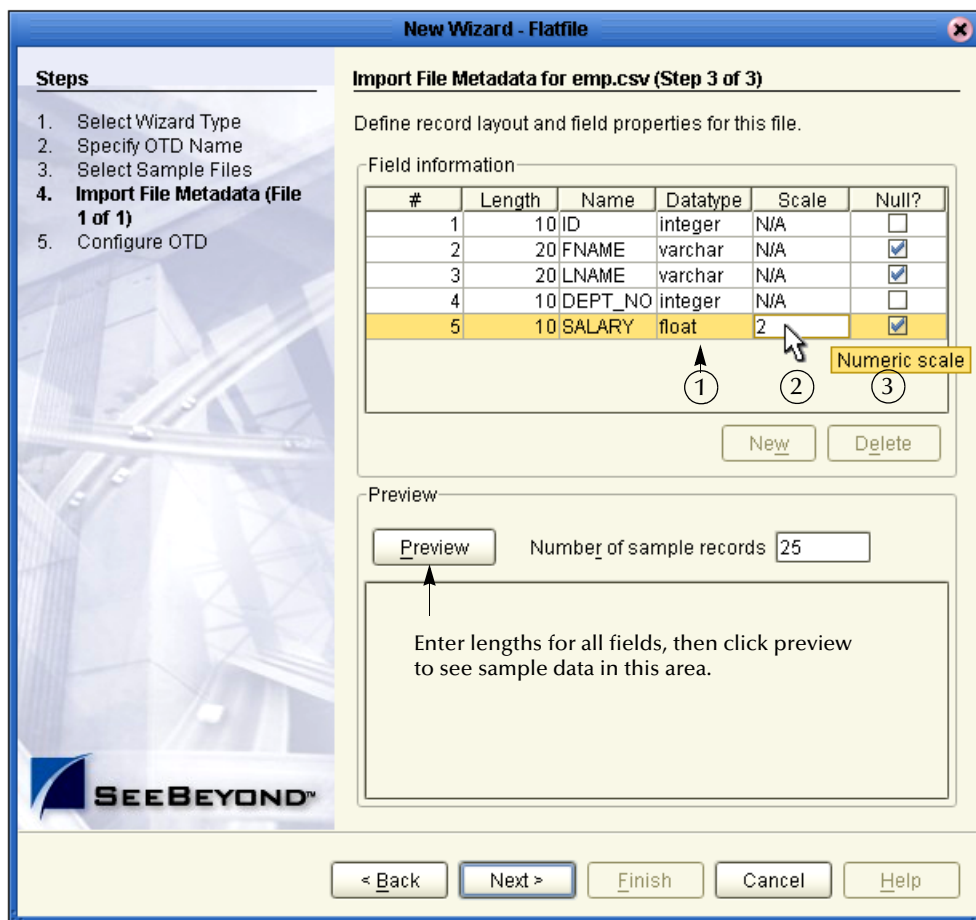 New Wizard - Flatfile
Steps
1. Select Wizard Type
2. Specify OTD Name
3. Select Sample Files
4. Import File Metadata (File
1 of 1)
5. Configure OTD
SEEBEYOND™
Import File Metadata for emp.csv (Step 3 of 3)
Define record layout and field properties for this file.
Field information
# Length Name Datatype Scale Null?
1 10 ID integer N/A
2 20 FNAME varchar N/A
3 20 LNAME varchar N/A
4 10 DEPT_NO integer N/A
5 10 SALARY float 2
Numeric scale
1 2 3
New Delete
Preview
Preview Number of sample records 25
Enter lengths for all fields, then click preview
to see sample data in this area.
< Back Next > Finish Cancel Help